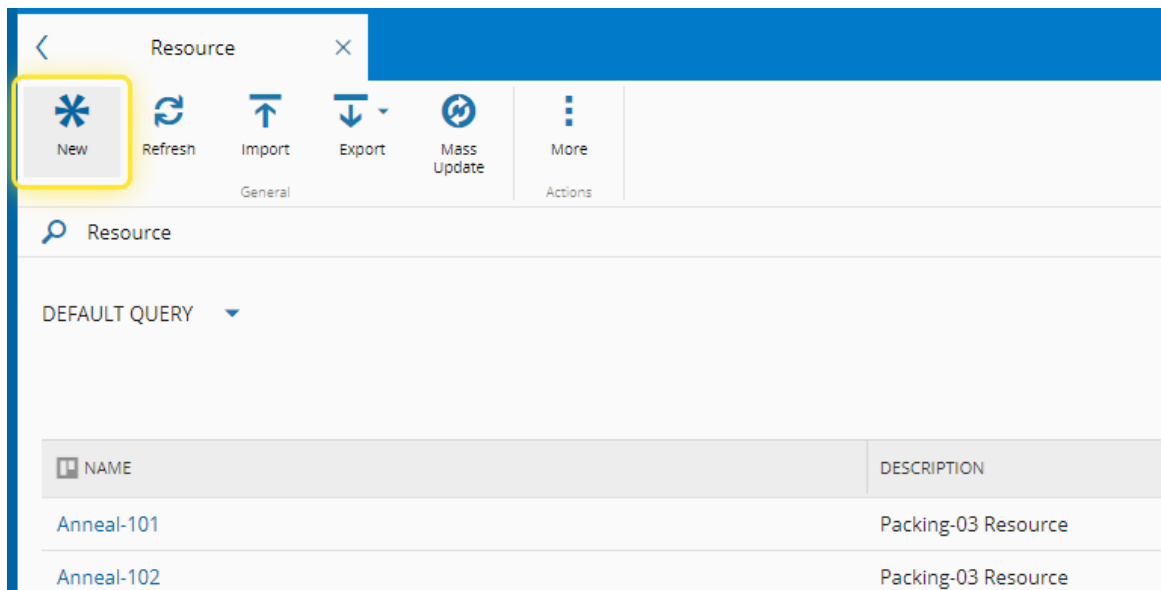 Resource
New
Refresh
Import
Export
Mass
Update
More
General
Actions
Resource
DEFAULT QUERY
NAME
DESCRIPTION
Anneal-101
Packing-03 Resource
Anneal-102
Packing-03 Resource